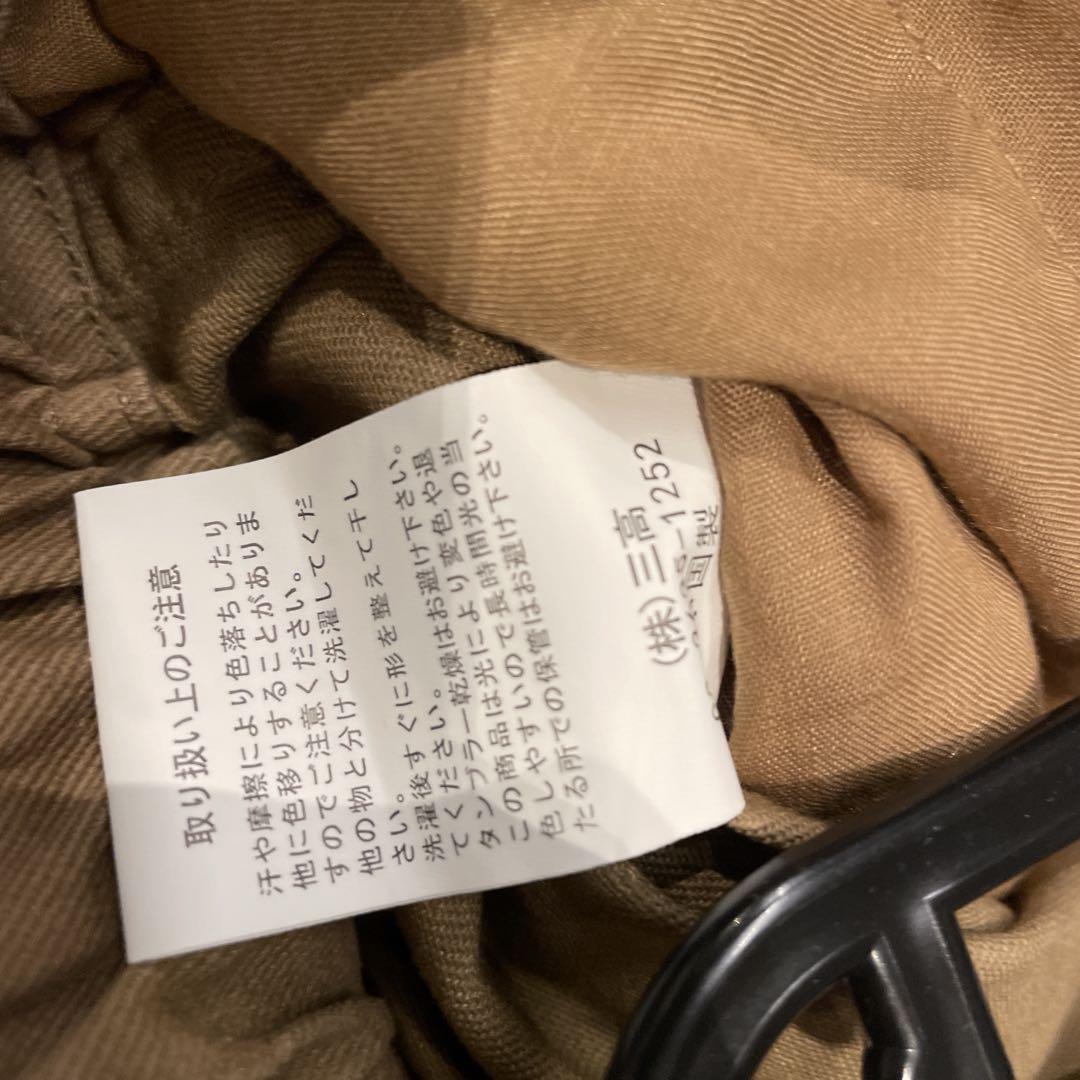 取り扱い上のご注意
汗や摩擦により色落ちしたり
他に色移りすることがありま
すのでご注意ください。
他の物と分けて洗濯してくだ
さい。
洗濯後すぐに形を整えて干し
てください。
タンブラー乾燥はお避け下さい。
この商品は光により変色や退
色しやすいので長時間光の当
たる所での保管はお避け下さい。
(株)三高
-1252
国製